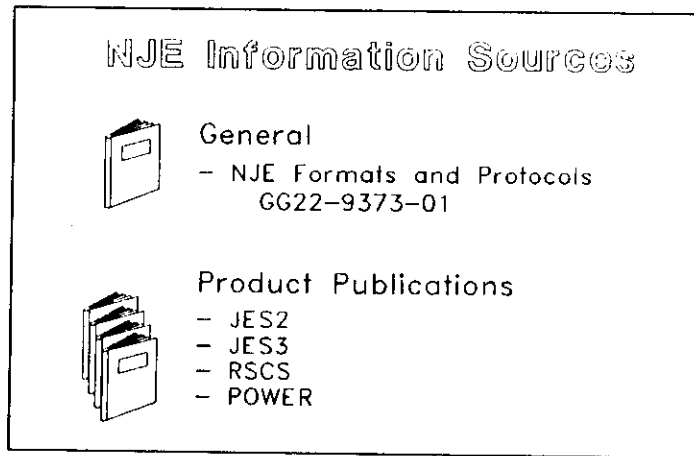 NJE Information Sources
General
- NJE Formats and Protocols
GG22-9373-01
Product Publications
- JES2
- JES3
- RSCS
- POWER